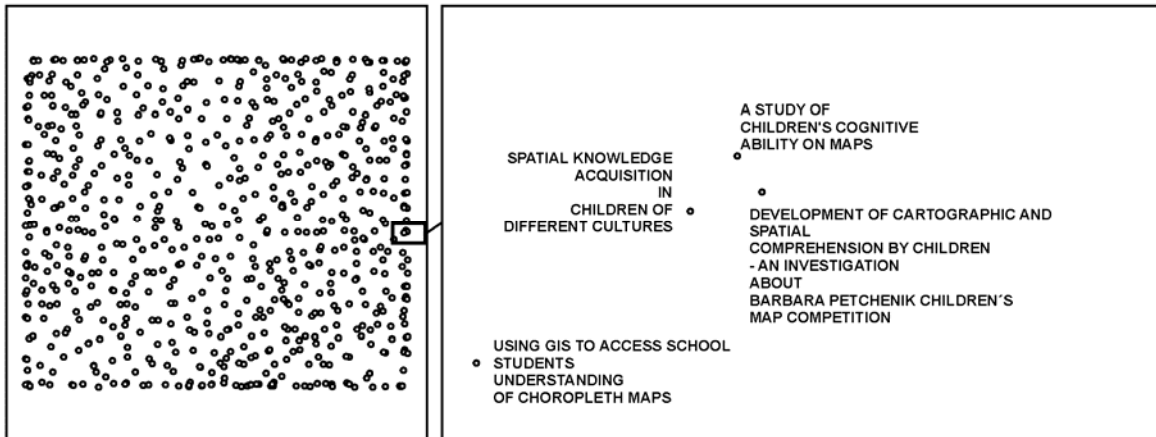 A STUDY OF
CHILDREN'S COGNITIVE
ABILITY ON MAPS
SPATIAL KNOWLEDGE
ACQUISITION
IN
CHILDREN OF
DIFFERENT CULTURES
DEVELOPMENT OF CARTOGRAPHIC AND
SPATIAL
COMPREHENSION BY CHILDREN
- AN INVESTIGATION
ABOUT
BARBARA PETCHENIK CHILDREN´S
MAP COMPETITION
USING GIS TO ACCESS SCHOOL
STUDENTS
UNDERSTANDING
OF CHOROPLETH MAPS